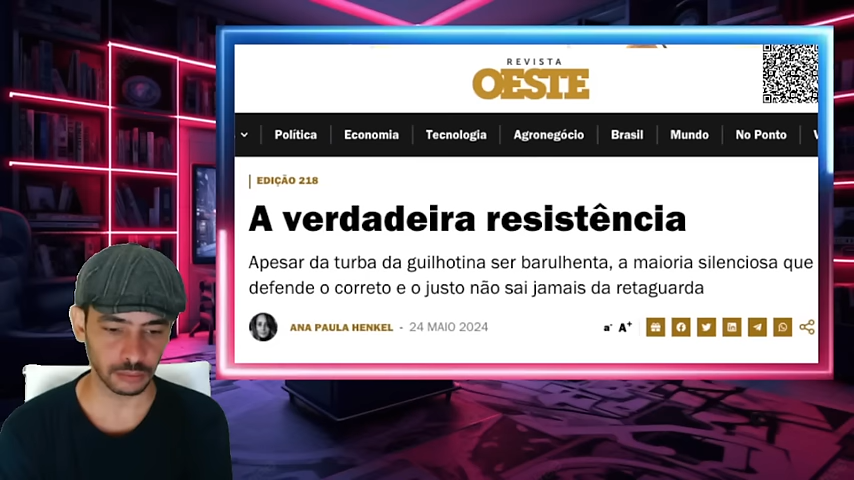 REVISTA
OESTE
Política
Economia
Tecnologia
Agronegócio
Brasil
Mundo
No Ponto
EDIÇÃO 218
A verdadeira resistência
Apesar da turba da guilhotina ser barulhenta, a maioria silenciosa que
defende o correto e o justo não sai jamais da retaguarda
ANA PAULA HENKEL - 24 MAIO 2024
a- A+